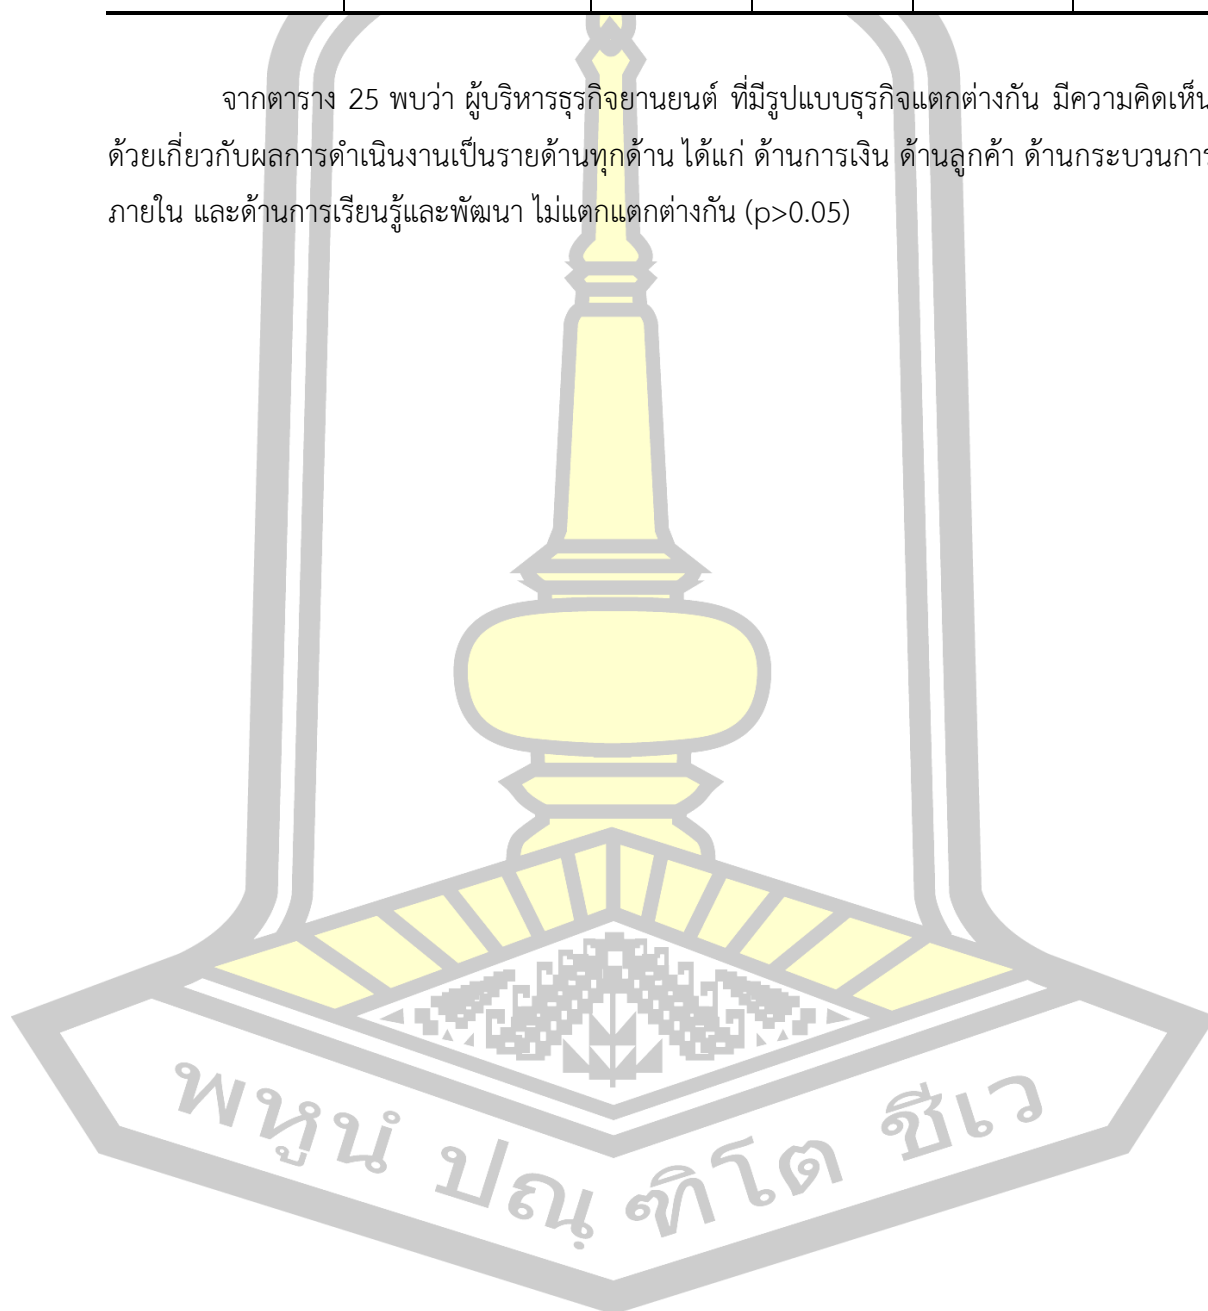 จากตาราง 25 พบว่า ผู้บริหารธุรกิจยานยนต์ ที่มีรูปแบบธุรกิจแตกต่างกัน มีความคิดเห็น
ด้วยเกี่ยวกับผลการดำเนินงานเป็นรายด้านทุกด้าน ได้แก่ ด้านการเงิน ด้านลูกค้า ด้านกระบวนการ
ภายใน และด้านการเรียนรู้และพัฒนา ไม่แตกแตกต่างกัน (p>0.05)
พหูนํ ปณฺฑิโต ชีเว